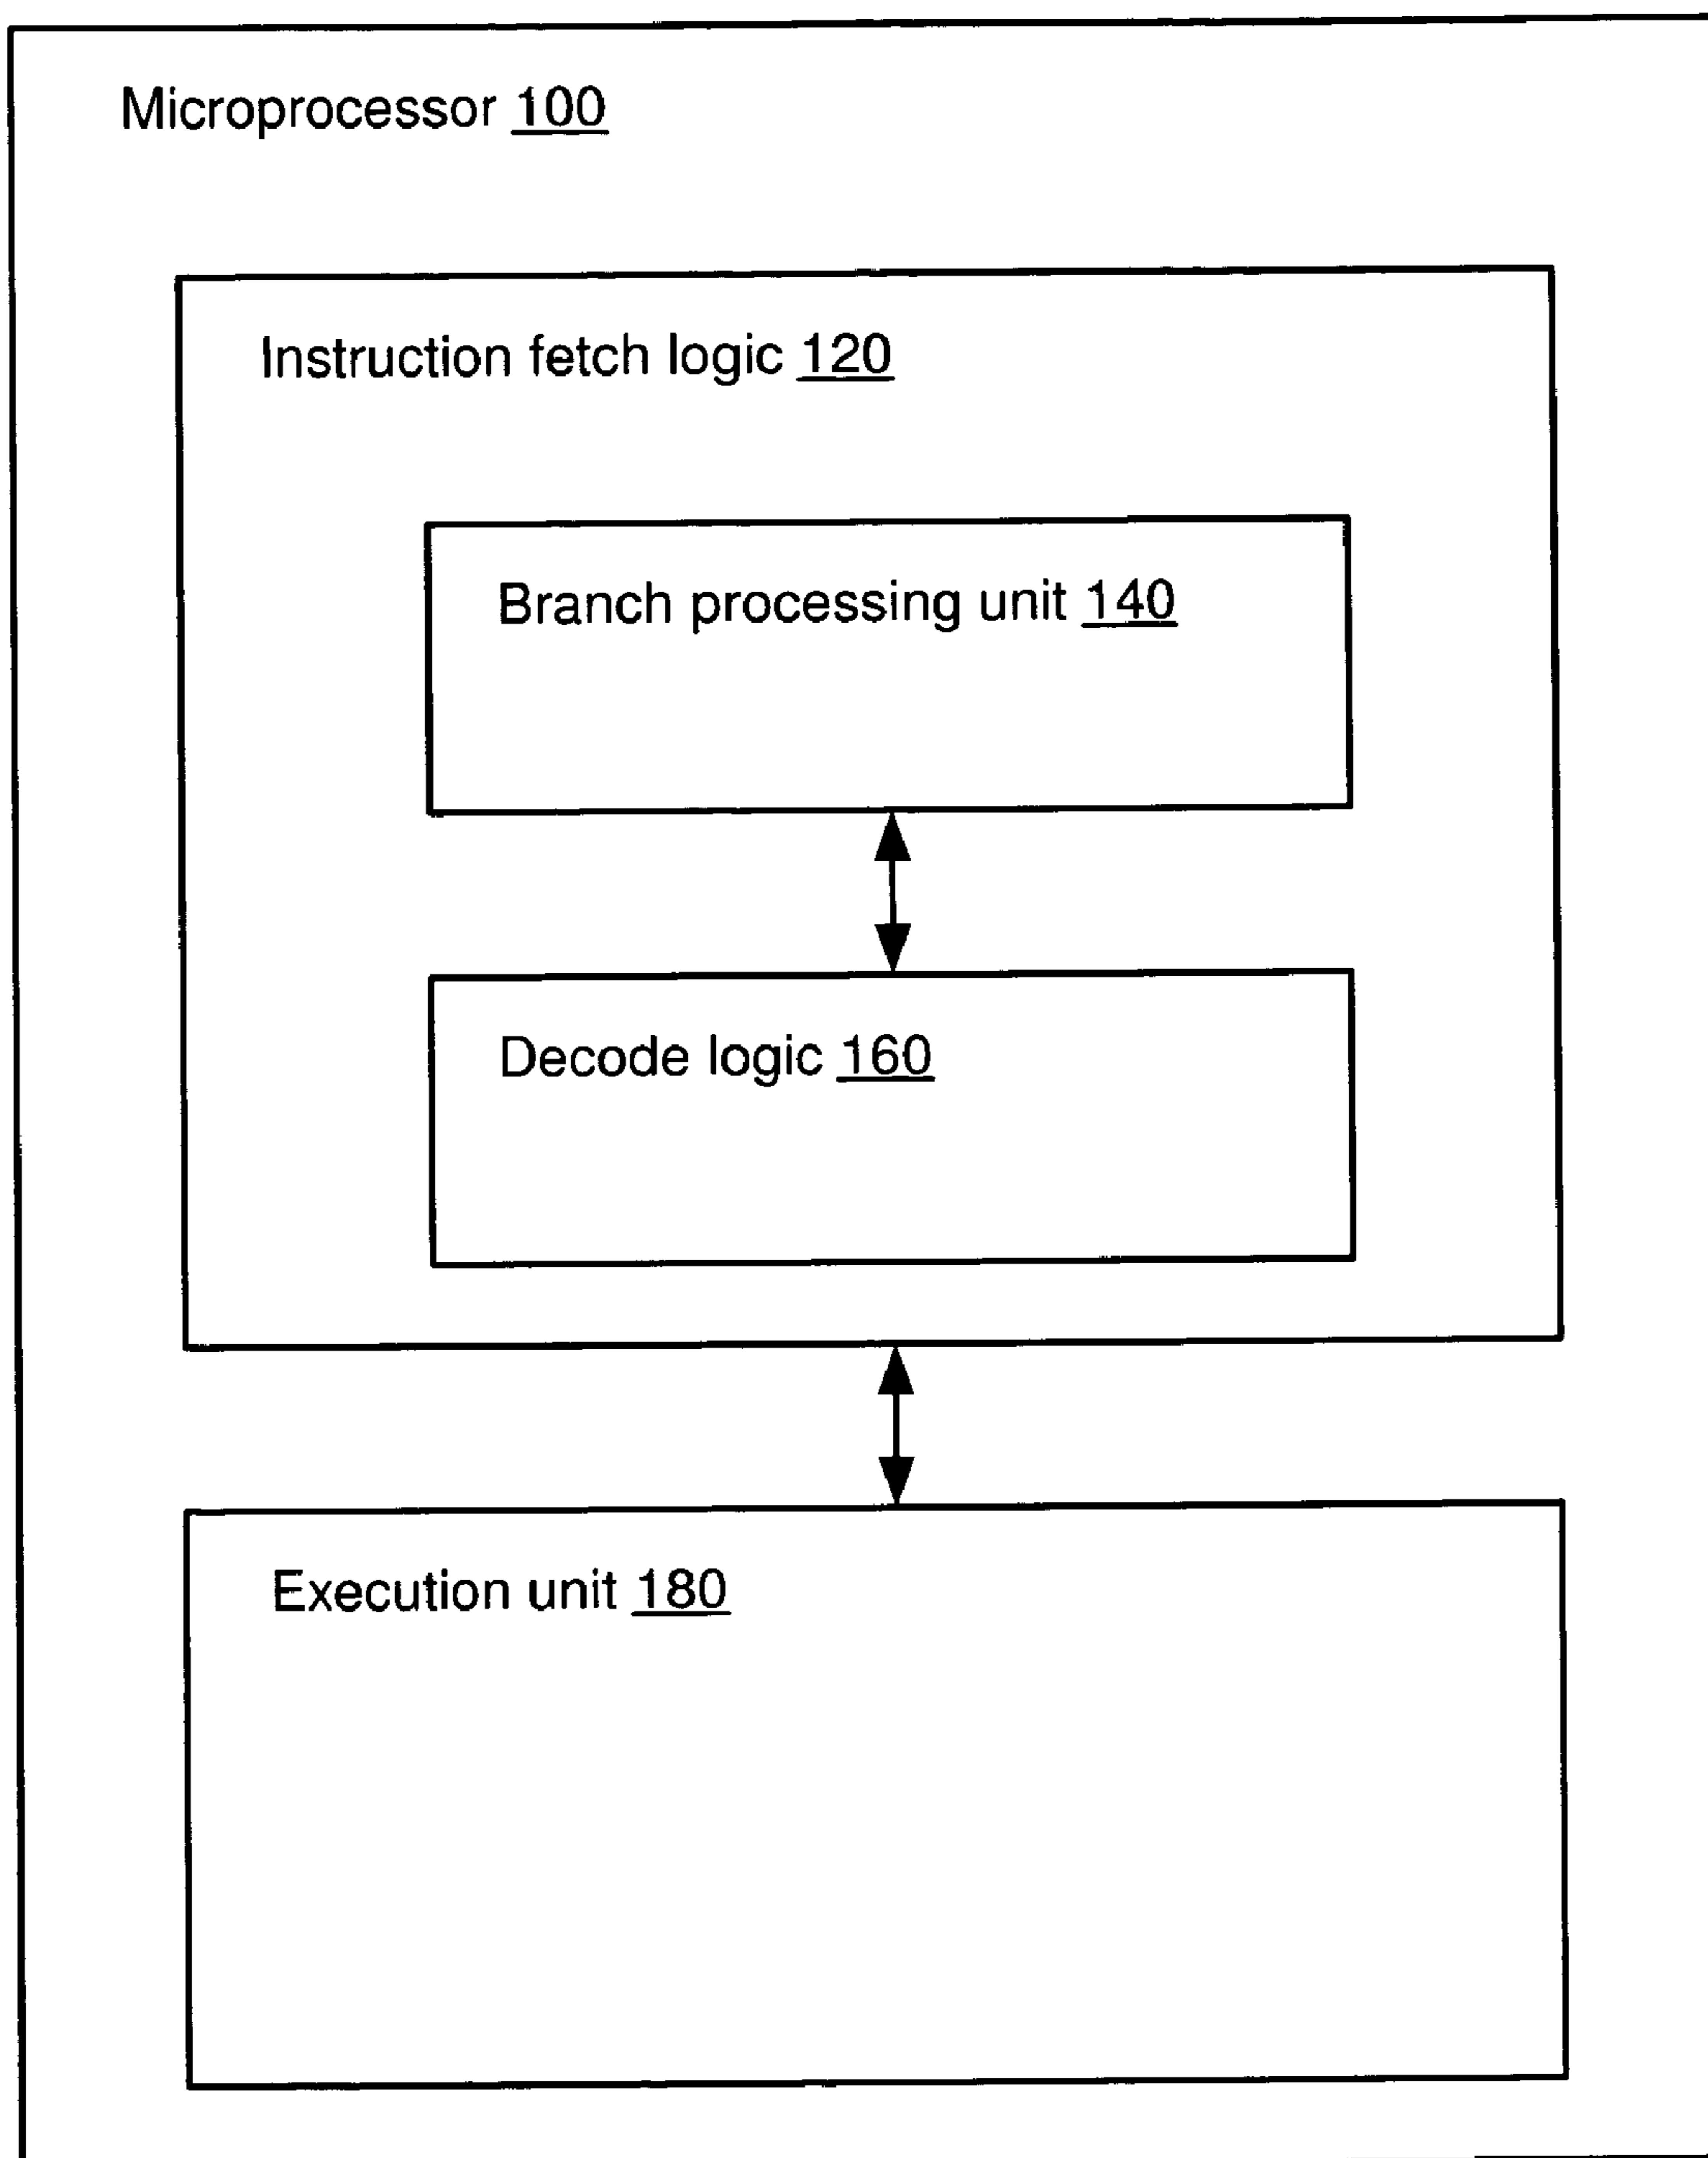 Microprocessor 100
Instruction fetch logic 120
Branch processing unit 140
Decode logic 160
Execution unit 180